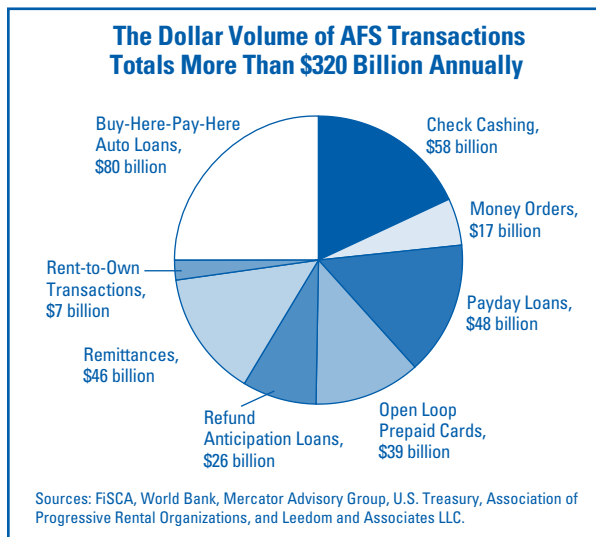 The Dollar Volume of AFS Transactions
Totals More Than $320 Billion Annually
Buy-Here-Pay-Here
Auto Loans,
$80 billion
Check Cashing,
$58 billion
Money Orders,
$17 billion
Rent-to-Own
Transactions,
$7 billion
Payday Loans,
$48 billion
Remittances,
$46 billion
Refund
Anticipation Loans,
$26 billion
Open Loop
Prepaid Cards,
$39 billion
Sources: FiSCA, World Bank, Mercator Advisory Group, U.S. Treasury, Association of
Progressive Rental Organizations, and Leedom and Associates LLC.